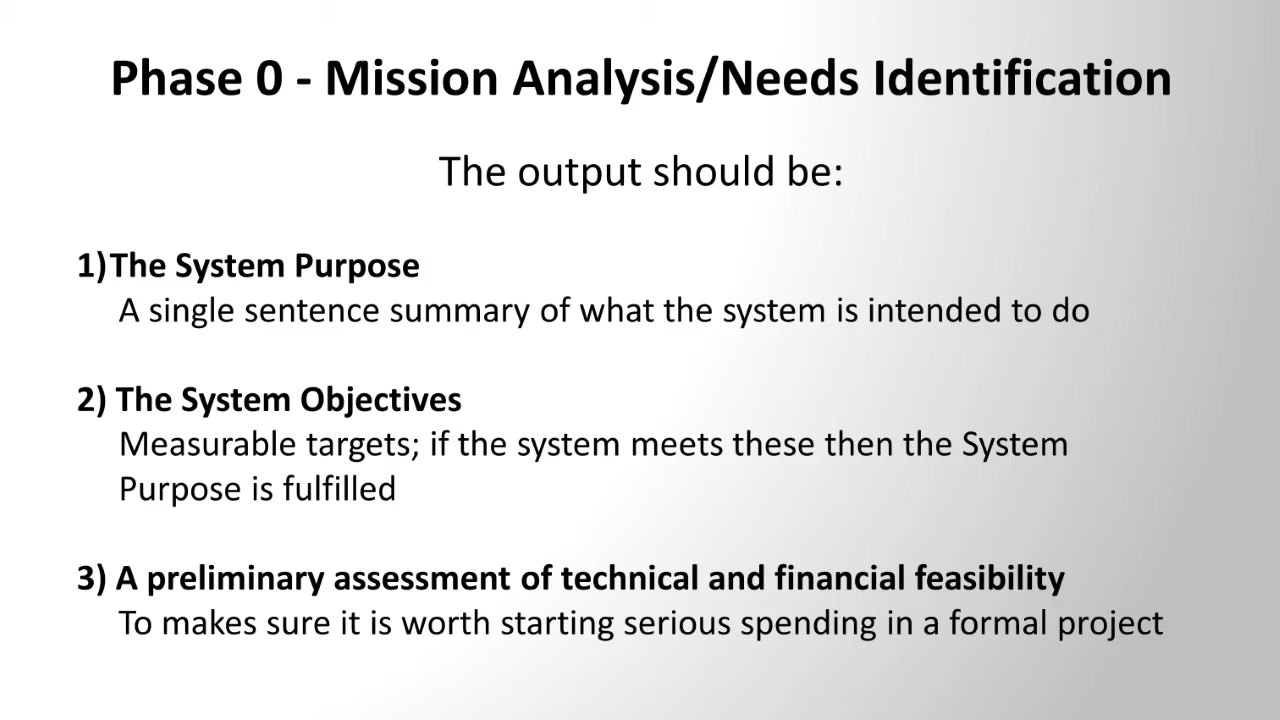 Phase 0 - Mission Analysis/Needs Identification
The output should be:
1)The System Purpose
A single sentence summary of what the system is intended to do
2) The System Objectives
Measurable targets; if the system meets these then the System
Purpose is fulfilled
3) A preliminary assessment of technical and financial feasibility
To makes sure it is worth starting serious spending in a formal project